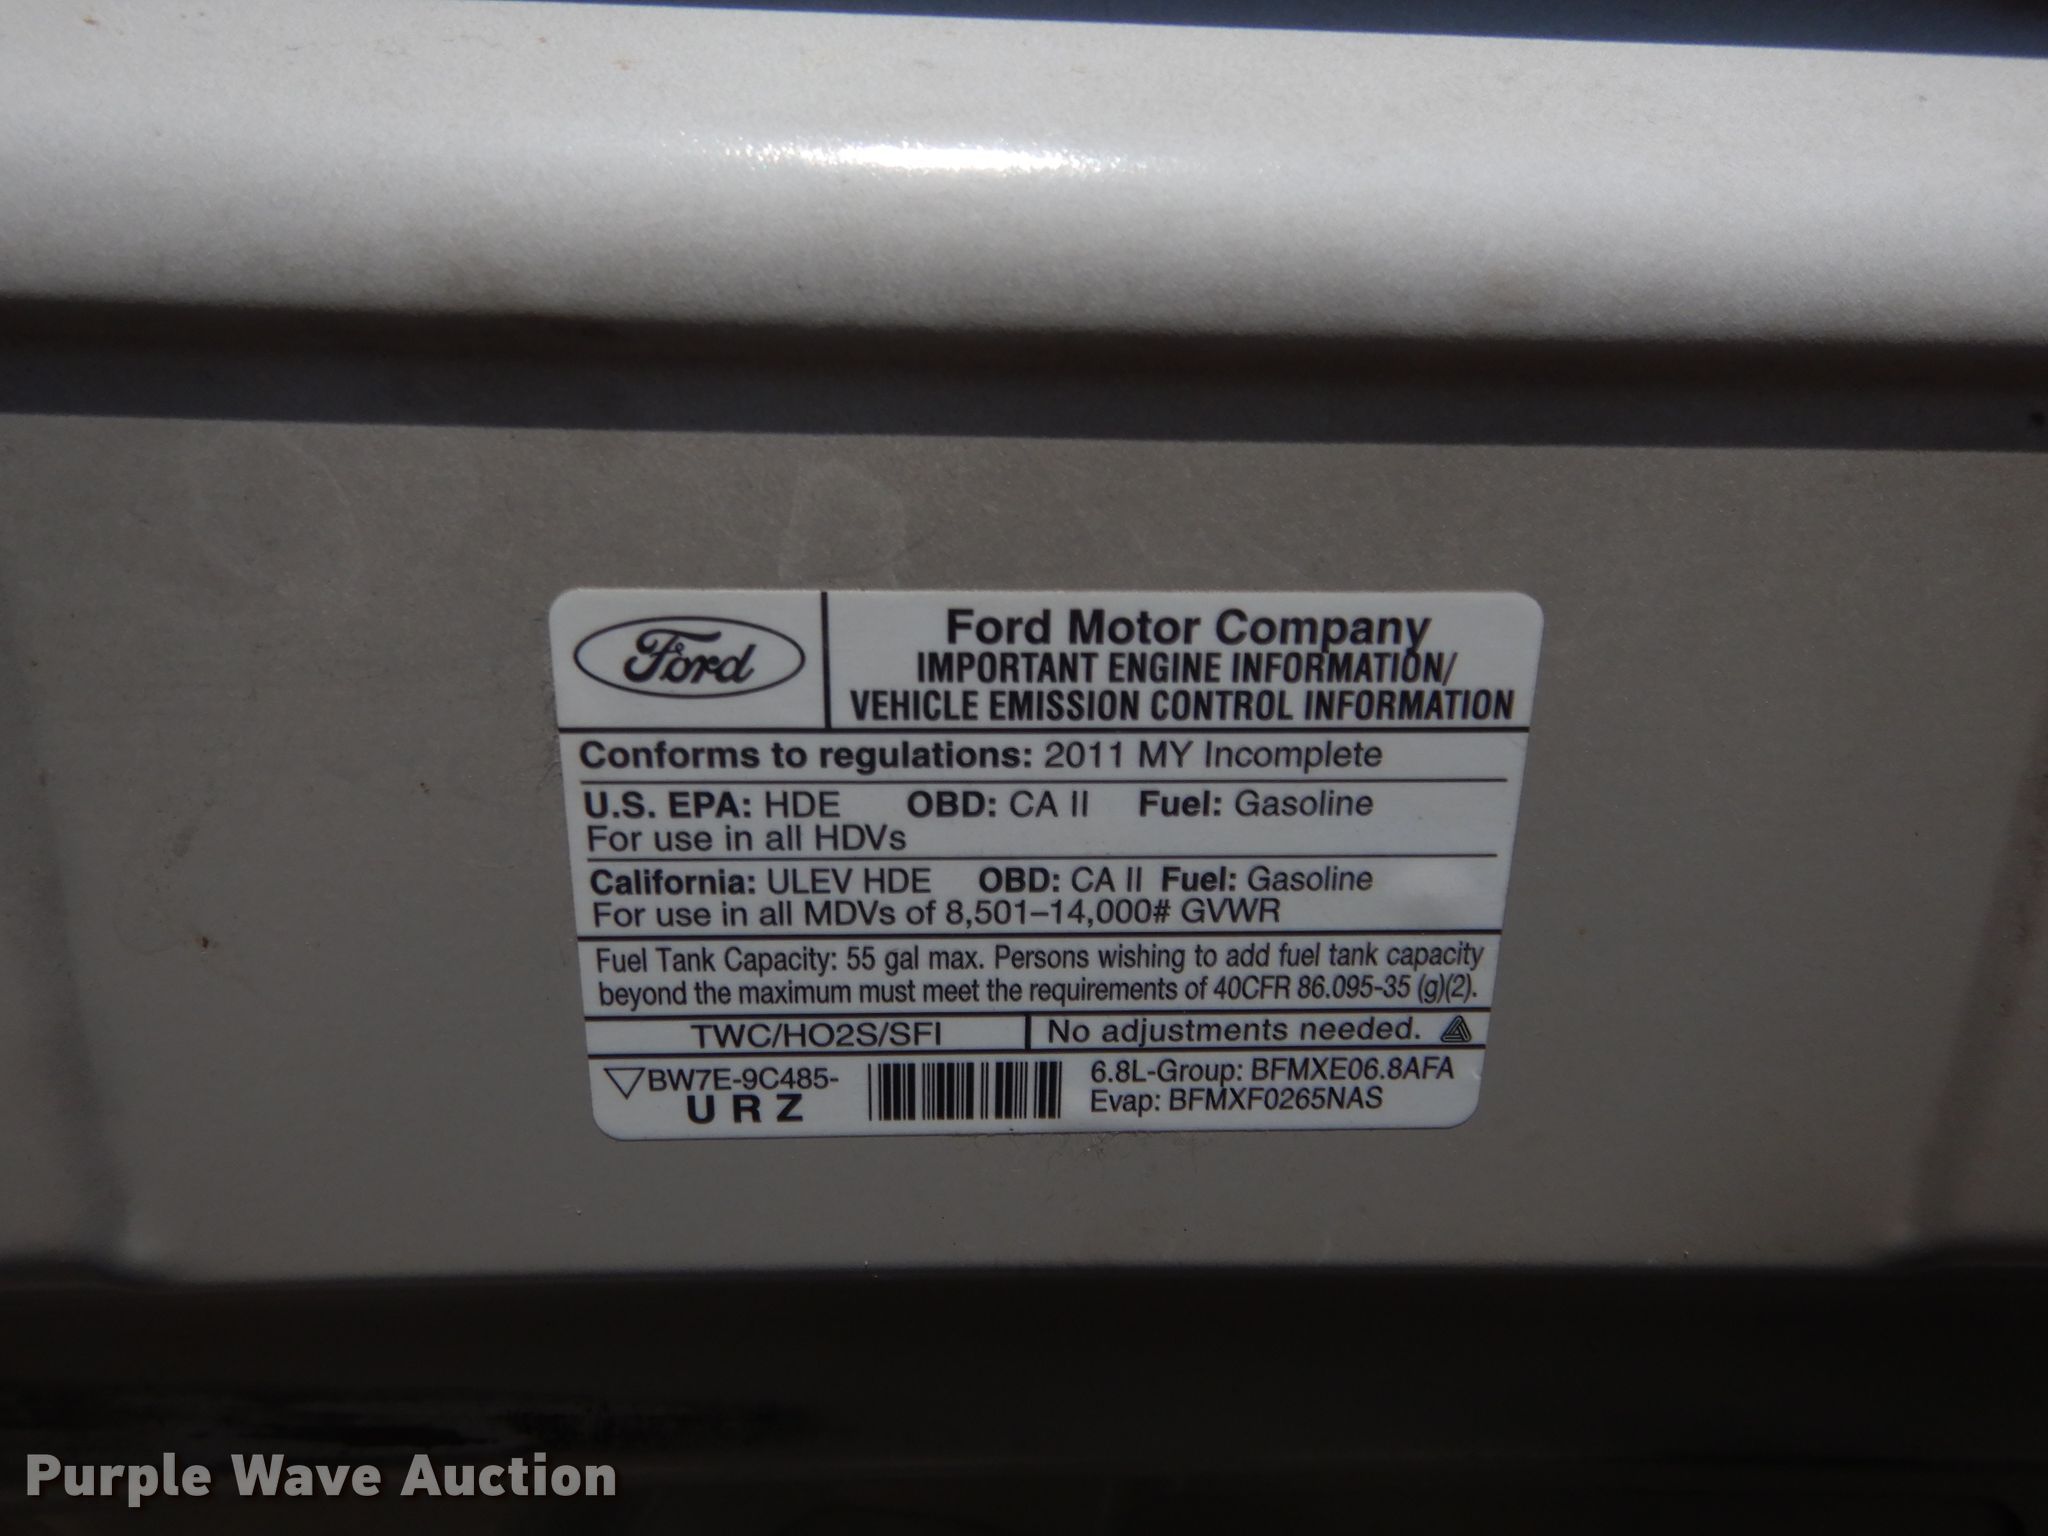 Ford
Ford Motor Company
IMPORTANT ENGINE INFORMATION/
VEHICLE EMISSION CONTROL INFORMATION
Conforms to regulations: 2011 MY Incomplete
U.S. EPA: HDE OBD: CA II Fuel: Gasoline
For use in all HDVs
California: ULEV HDE OBD: CA II Fuel: Gasoline
For use in all MDVs of 8,501–14,000# GVWR
Fuel Tank Capacity: 55 gal max. Persons wishing to add fuel tank capacity
beyond the maximum must meet the requirements of 40CFR 86.095-35 (g)(2).
TWC/HO2S/SFI No adjustments needed.
BW7E-9C485-
URZ
6.8L-Group: BFMXE06.8AFA
Evap: BFMXF0265NAS
Purple Wave Auction